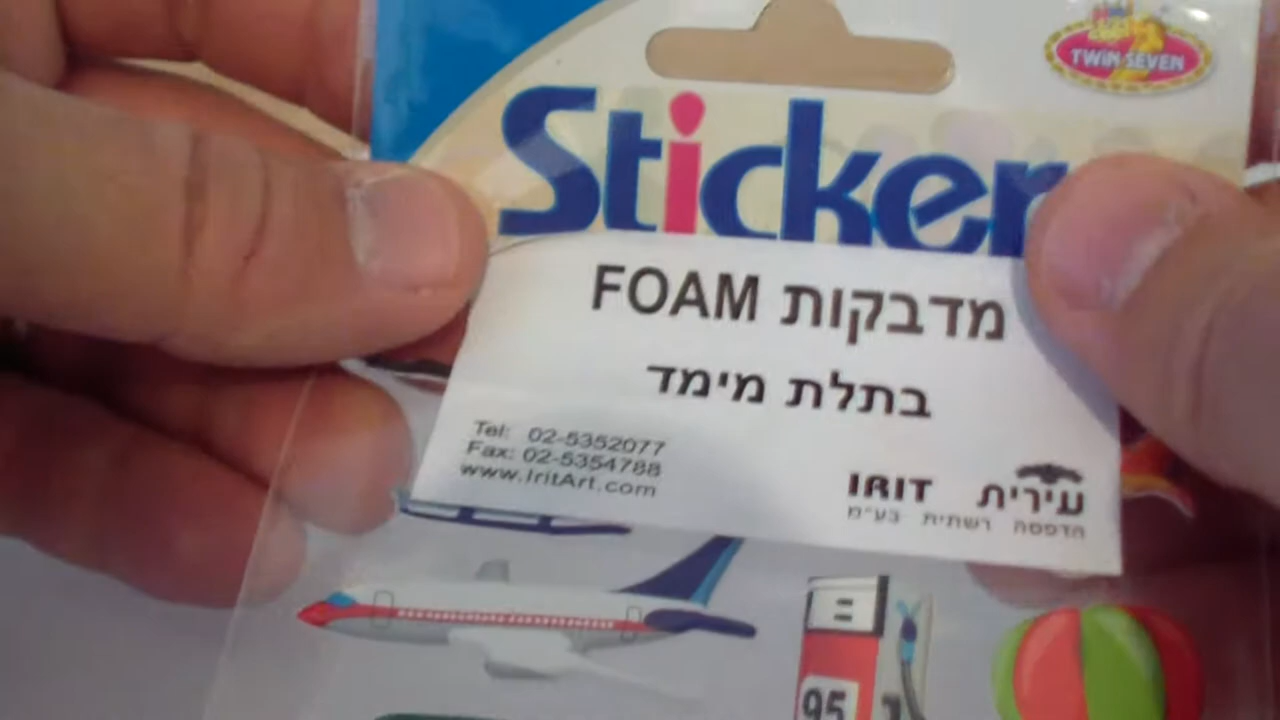 TWIN SEVEN
Sticker
מדבקות FOAM
בתלת מימד
Tel: 02-5352077
Fax: 02-5354788
www.IritArt.com
IRIT עירית
הדפסה רשתית בע"מ
95